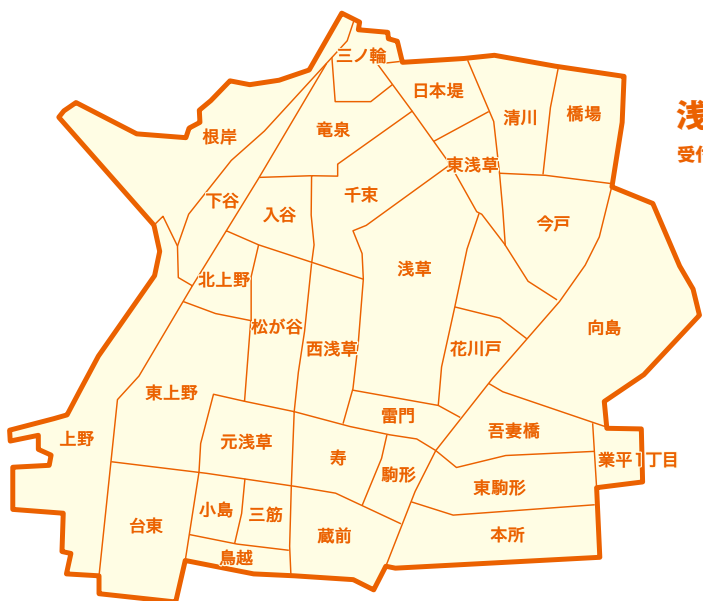 三ノ輪
日本堤
清川
橋場
浅
受付
根岸
竜泉
東浅草
下谷
入谷
千束
今戸
浅草
北上野
松が谷
西浅草
花川戸
向島
東上野
雷門
上野
元浅草
寿
駒形
吾妻橋
業平1丁目
東駒形
小島
三筋
台東
蔵前
本所
鳥越